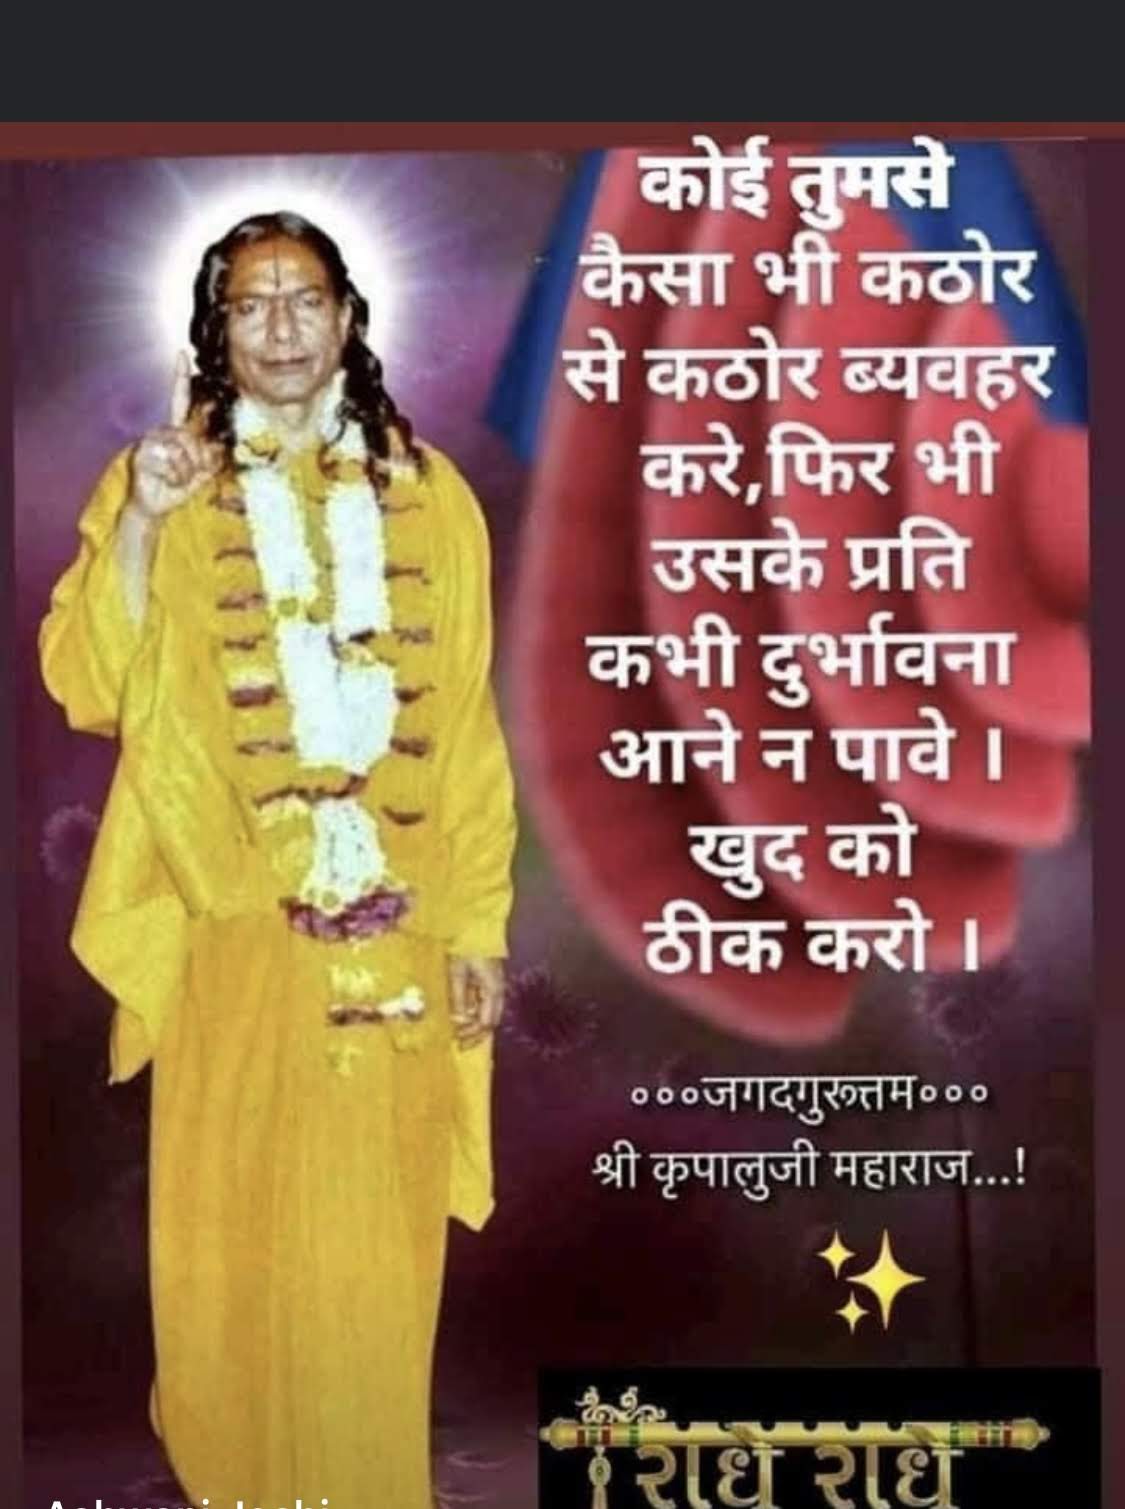 कोई तुमसे
कैसा भी कठोर
से कठोर ब्यवहर
करे,फिर भी
उसके प्रति
कभी दुर्भावना
आने न पावे ।
खुद को
ठीक करो ।
०००जगदगुरूत्तम०००
श्री कृपालुजी महाराज...!
राधे राधे